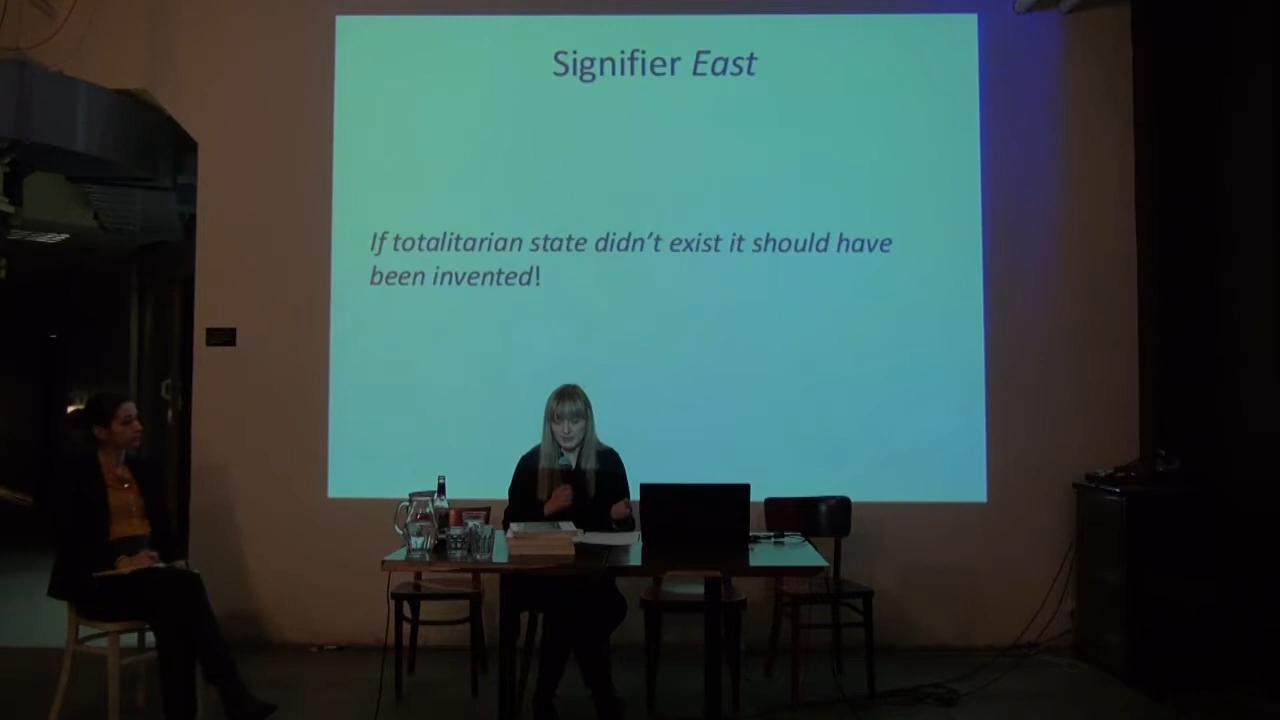 Signifier East
If totalitarian state didn't exist it should have
been invented!